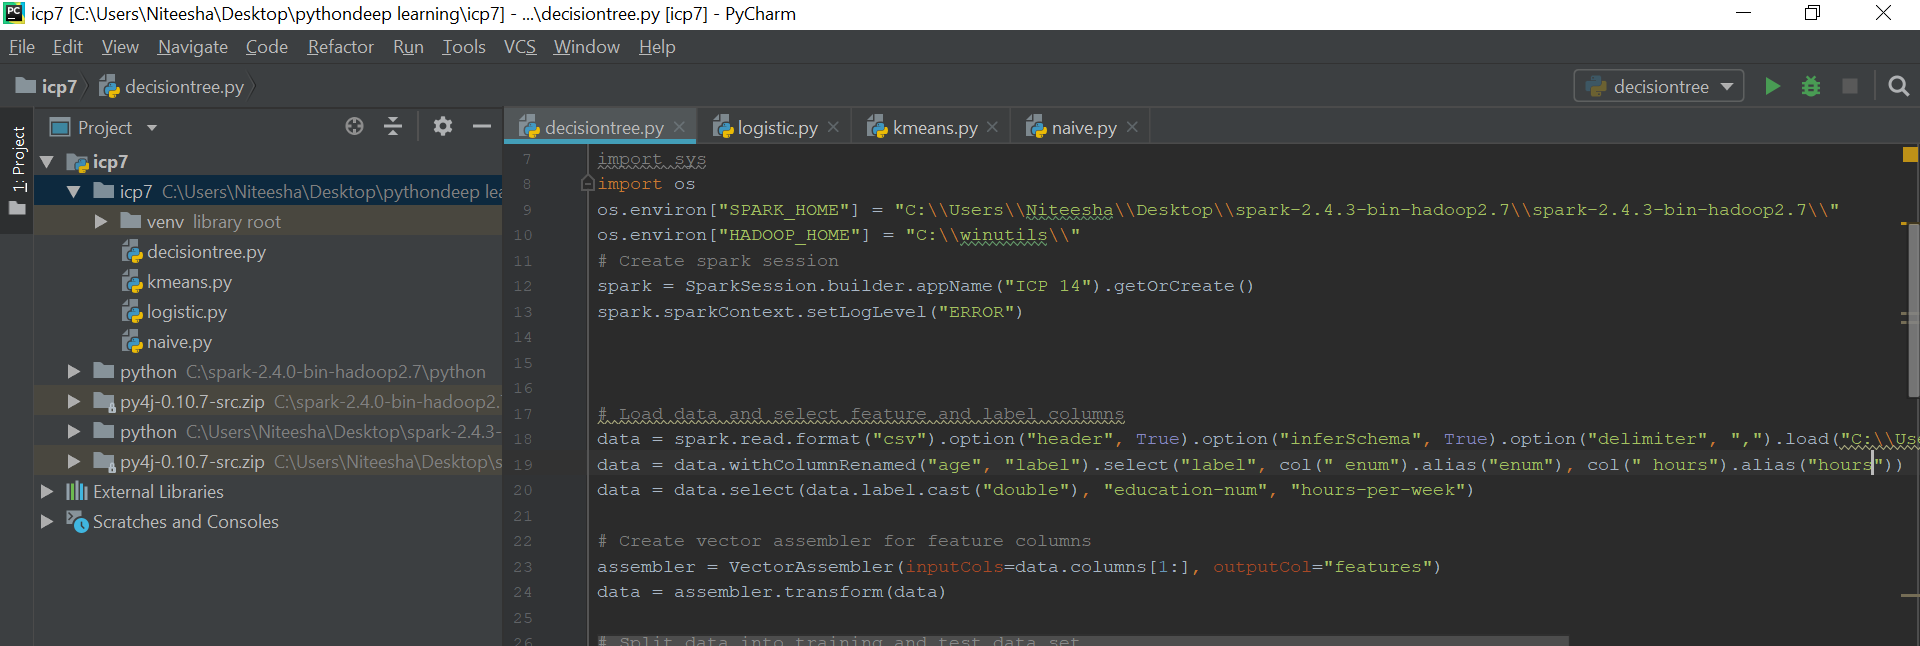 icp7 [C:\Users\Niteesha\Desktop\pythondeep learning\icp7] - ...\decisiontree.py [icp7] - PyCharm
File Edit View Navigate Code Refactor Run Tools VCS Window Help
icp7 decisiontree.py decisiontree
1: Project
Project
icp7
icp7 C:\Users\Niteesha\Desktop\pythondeep lea
venv library root
decisiontree.py
kmeans.py
logistic.py
naive.py
python C:\spark-2.4.0-bin-hadoop2.7\python
py4j-0.10.7-src.zip C:\spark-2.4.0-bin-hadoop2.
python C:\Users\Niteesha\Desktop\spark-2.4.3-
py4j-0.10.7-src.zip C:\Users\Niteesha\Desktop\s
External Libraries
Scratches and Consoles
decisiontree.py logistic.py kmeans.py naive.py
7 import sys
8 import os
9 os.environ["SPARK_HOME"] = "C:\\Users\\Niteesha\\Desktop\\spark-2.4.3-bin-hadoop2.7\\spark-2.4.3-bin-hadoop2.7\\"
10 os.environ["HADOOP_HOME"] = "C:\\winutils\\"
11 # Create spark session
12 spark = SparkSession.builder.appName("ICP 14").getOrCreate()
13 spark.sparkContext.setLogLevel("ERROR")
14
15
16
17 # Load data and select feature and label columns
18 data = spark.read.format("csv").option("header", True).option("inferSchema", True).option("delimiter", ",").load("C:\\Use
19 data = data.withColumnRenamed("age", "label").select("label", col(" enum").alias("enum"), col(" hours").alias("hours"))
20 data = data.select(data.label.cast("double"), "education-num", "hours-per-week")
21
22 # Create vector assembler for feature columns
23 assembler = VectorAssembler(inputCols=data.columns[1:], outputCol="features")
24 data = assembler.transform(data)
25
26 # Split data into training and test data set